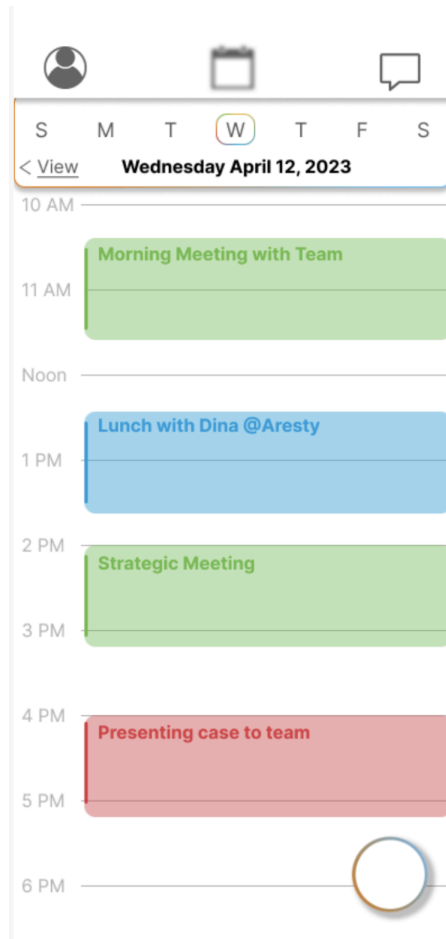 S M T W T F S
< View Wednesday April 12, 2023
10 AM
Morning Meeting with Team
11 AM
Noon
Lunch with Dina @Aresty
1 PM
2 PM
Strategic Meeting
3 PM
4 PM
Presenting case to team
5 PM
6 PM